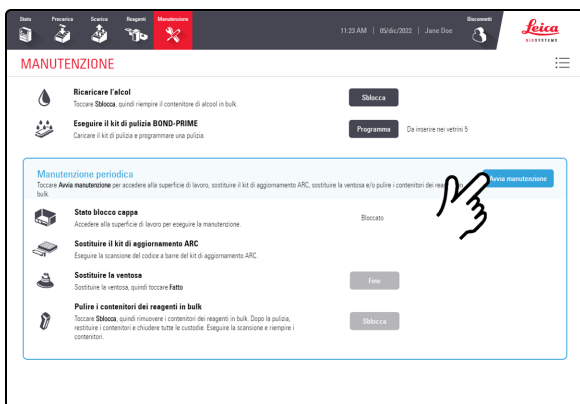 Stato Precarica Scarica Reagenti Manutenzione Disconnetti
11:23 AM | 05/dic/2022 | Jane Doe
Leica
BIOSYSTEMS
MANUTENZIONE
Ricaricare l'alcol
Toccare Sblocca, quindi riempire il contenitore di alcool in bulk.
Sblocca
Eseguire il kit di pulizia BOND-PRIME
Caricare il kit di pulizia e programmare una pulizia.
Programma Da inserire nei vetrini 5
Manutenzione periodica
Toccare Avvia manutenzione per accedere alla superficie di lavoro, sostituire il kit di aggiornamento ARC, sostituire la ventosa e/o pulire i contenitori dei in
bulk.
Avvia manutenzione
Stato blocco cappa
Accedere alla superficie di lavoro per eseguire la manutenzione.
Bloccato
Sostituire il kit di aggiornamento ARC
Eseguire la scansione del codice a barre del kit di aggiornamento ARC.
Sostituire la ventosa
Sostituire la ventosa, quindi toccare Fatto
Fine
Pulire i contenitori dei reagenti in bulk
Toccare Sblocca, quindi rimuovere i contenitori dei reagenti in bulk. Dopo la pulizia,
restituire i contenitori e chiudere tutte le custodie. Eseguire la scansione e riempire i
contenitori.
Sblocca